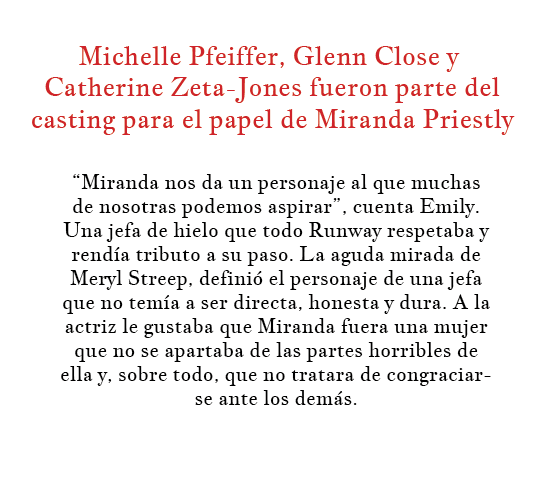 Michelle Pfeiffer, Glenn Close y
Catherine Zeta-Jones fueron parte del
casting para el papel de Miranda Priestly
“Miranda nos da un personaje al que muchas
de nosotras podemos aspirar”, cuenta Emily.
Una jefa de hielo que todo Runway respetaba y
rendía tributo a su paso. La aguda mirada de
Meryl Streep, definió el personaje de una jefa
que no temía a ser directa, honesta y dura. A la
actriz le gustaba que Miranda fuera una mujer
que no se apartaba de las partes horribles de
ella y, sobre todo, que no tratara de congraciar-
se ante los demás.